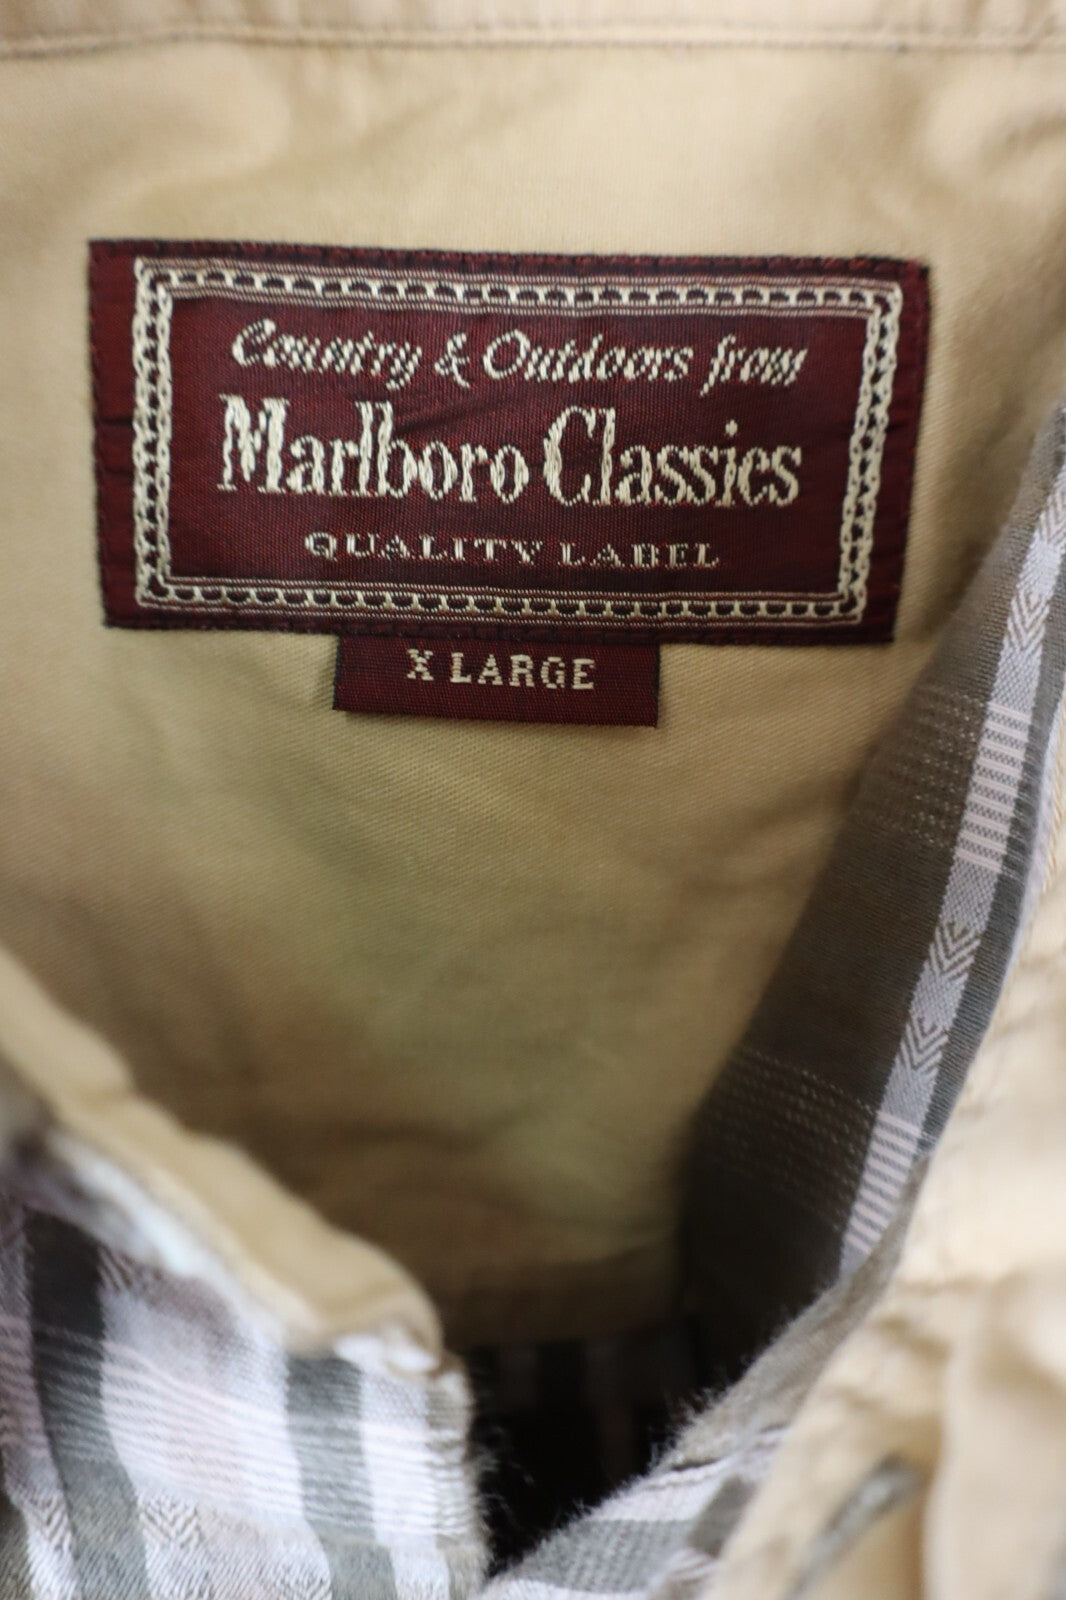 Country & Outdoors from
Marlboro Classics
QUALITY LABEL
X LARGE